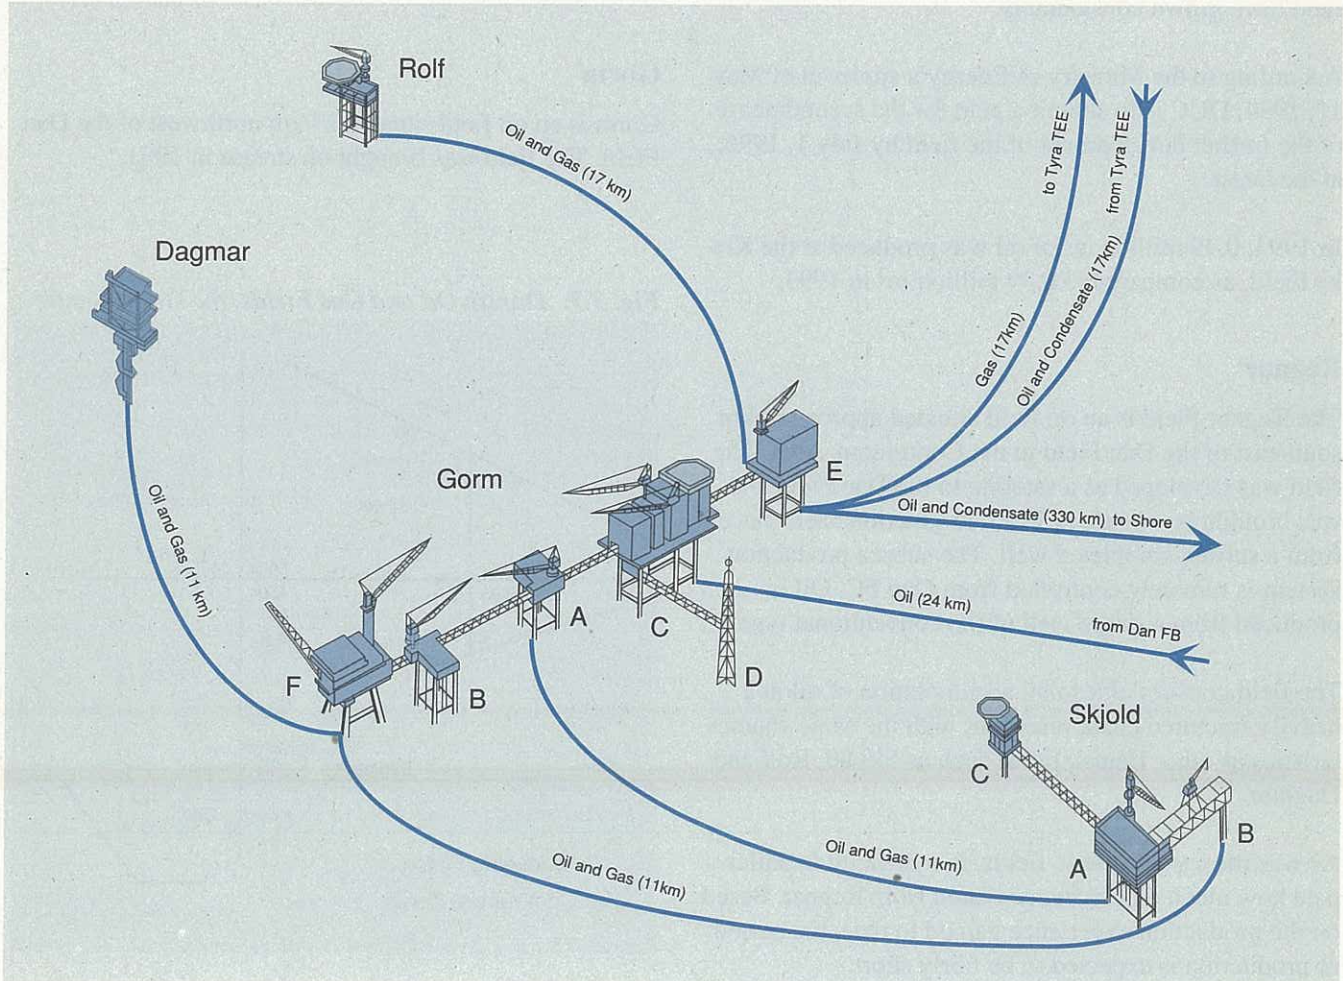 Rolf
Oil and Gas (17 km)
to Tyra TEE
from Tyra TEE
Dagmar
Gas (17km)
Oil and Condensate (17km)
Gorm
E
Oil and Condensate (330 km) to Shore
Oil and Gas (11 km)
A
C
Oil (24 km)
from Dan FB
D
F
B
Skjold
C
B
A
Oil and Gas (11km)
Oil and Gas (11km)